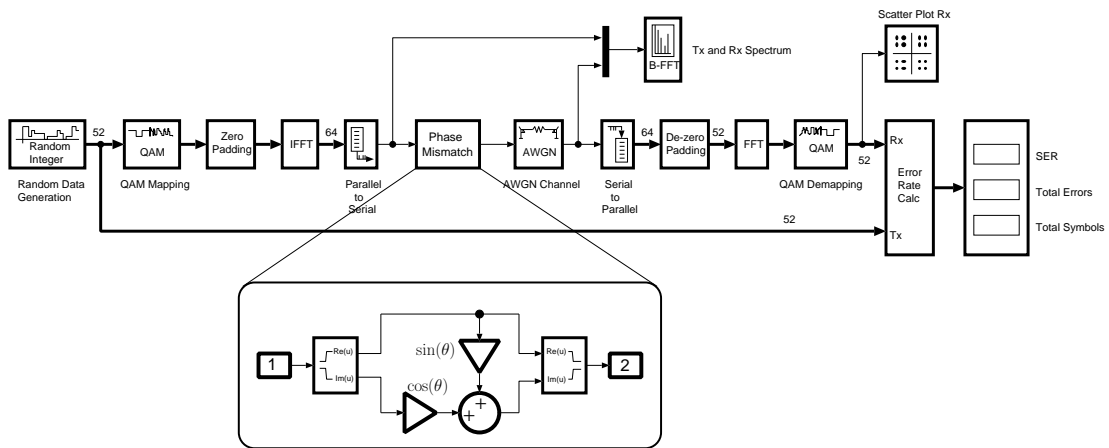 Scatter Plot Rx
B-FFT
Tx and Rx Spectrum
52
Random
Integer
Random Data
Generation
QAM
QAM Mapping
Zero
Padding
IFFT
64
Parallel
to
Serial
Phase
Mismatch
AWGN
AWGN Channel
Serial
to
Parallel
64
De-zero
Padding
52
FFT
QAM
QAM Demapping
52
Rx
Error
Rate
Calc
Tx
52
SER
Total Errors
Total Symbols
1
Re(u)
Im(u)
sin(θ)
cos(θ)
+
+
Re(u)
Im(u)
2